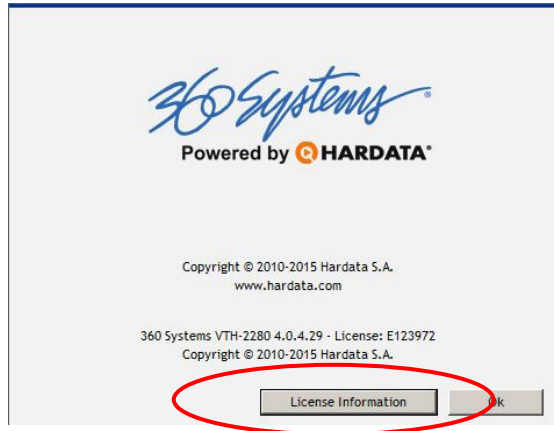 360 Systems®
Powered by HARDATA®
Copyright © 2010-2015 Hardata S.A.
www.hardata.com
360 Systems VTH-2280 4.0.4.29 - License: E123972
Copyright © 2010-2015 Hardata S.A.
License Information Ok